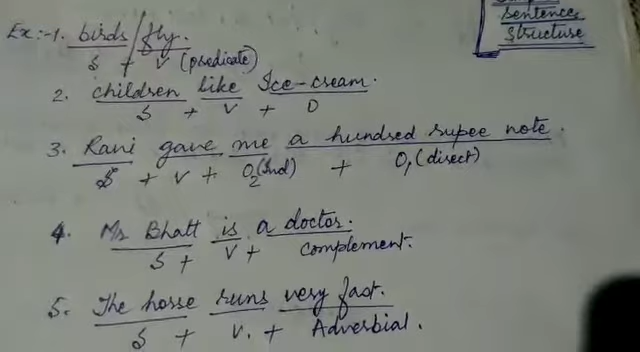 Sentences
Structure
Ex:-1. birds / fly.
S + V (predicate)
2. children like Ice-cream.
S + V + O
3. Rani gave me a hundred rupee note.
S + V + O2 (Ind) + O1 (direct)
4. Mr Bhatt is a doctor.
S + V + complement.
5. The horse runs very fast.
S + V. + Adverbial.